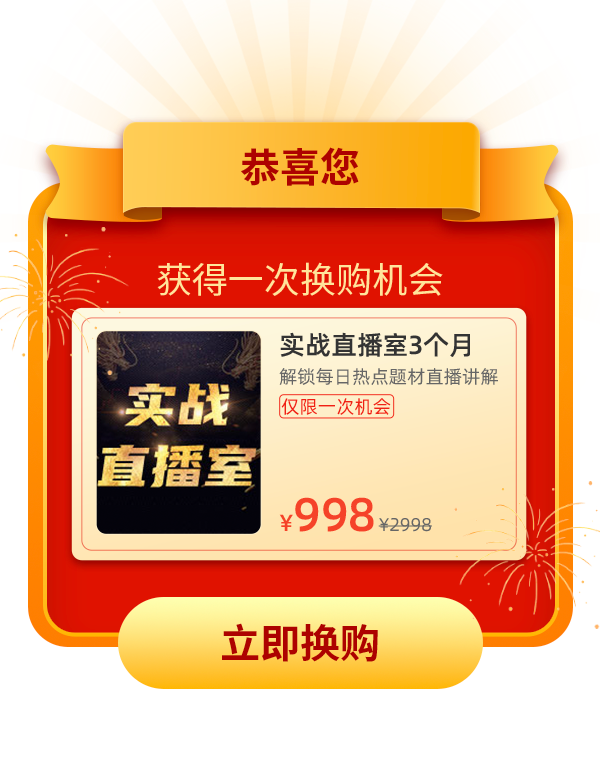 恭喜您
获得一次换购机会
实战
直播室
实战直播室3个月
解锁每日热点题材直播讲解
仅限一次机会
¥998 ¥2998
立即换购